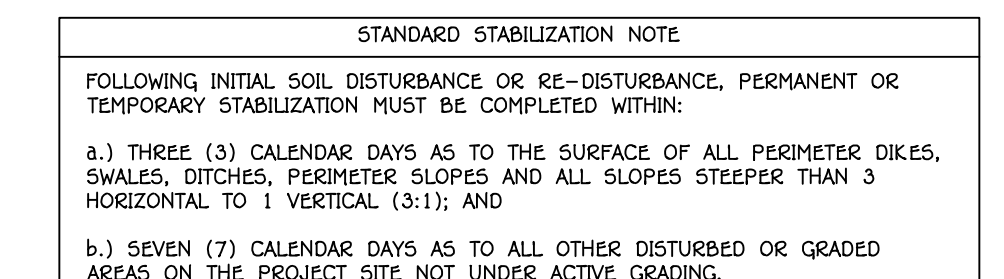 STANDARD STABILIZATION NOTE
FOLLOWING INITIAL SOIL DISTURBANCE OR RE-DISTURBANCE, PERMANENT OR
TEMPORARY STABILIZATION MUST BE COMPLETED WITHIN:
a.) THREE (3) CALENDAR DAYS AS TO THE SURFACE OF ALL PERIMETER DIKES,
SWALES, DITCHES, PERIMETER SLOPES AND ALL SLOPES STEEPER THAN 3
HORIZONTAL TO 1 VERTICAL (3:1); AND
b.) SEVEN (7) CALENDAR DAYS AS TO ALL OTHER DISTURBED OR GRADED
AREAS ON THE PROJECT SITE NOT UNDER ACTIVE GRADING.